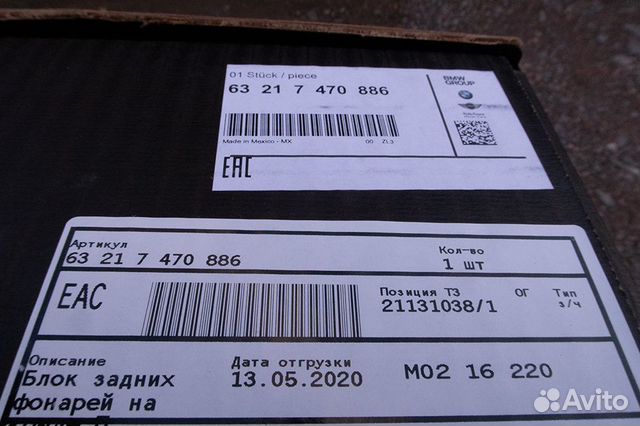 01 Stück / piece
63 21 7 470 886
BMW
GROUP
Made in Mexico - MX
00 ZL3
EAC
Артикул
63 21 7 470 886
Кол-во
1 шт
EAC
Позиция ТЗ
21131038/1
ОГ
Тип
з/ч
Описание
Блок задних
фонарей на
Дата отгрузки
13.05.2020
M02 16 220
Avito